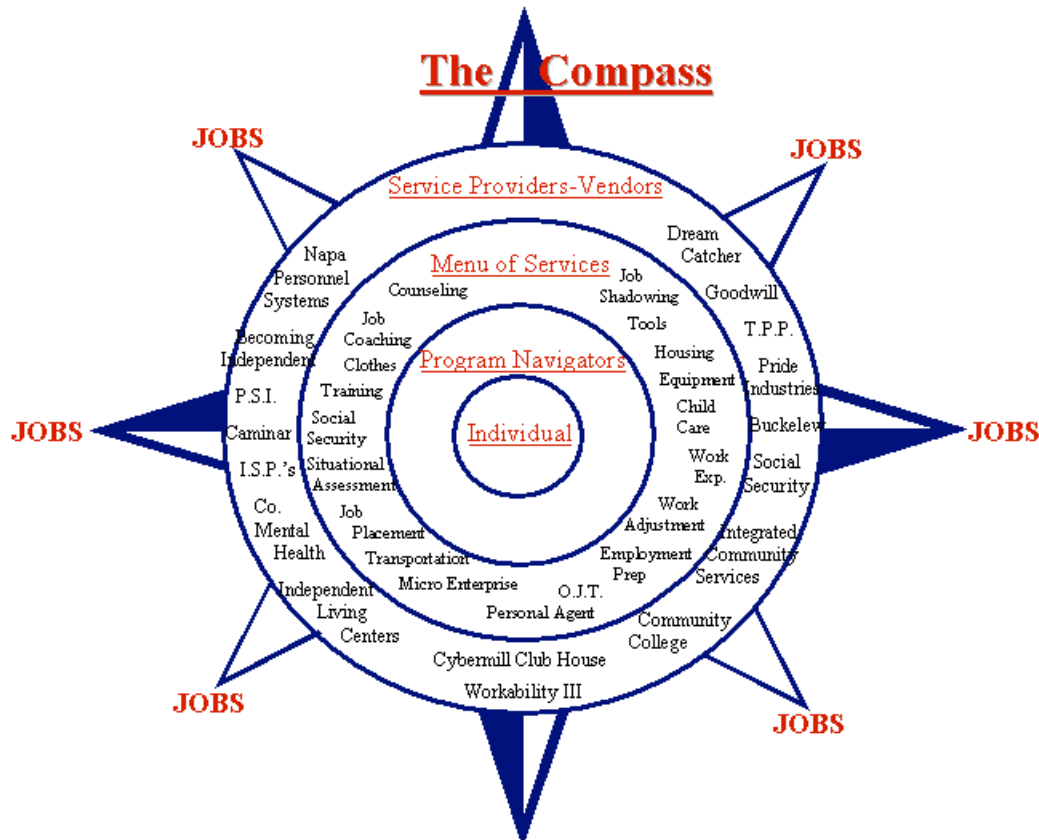 The Compass
JOBS
JOBS
Service Providers-Vendors
Dream
Catcher
Napa
Personnel
Systems
Menu of Services
Counseling
Job
Shadowing
Goodwill
Job
Coaching
Tools
T.P.P.
Becoming
Independent
Clothes
Program Navigators
Housing
Pride
Industries
P.S.I.
Training
Equipment
Caminar
Social
Security
Individual
Child
Care
Buckelew
I.S.P.'s
Situational
Assessment
Work
Exp.
Social
Security
JOBS
JOBS
Co.
Mental
Health
Job
Placement
Work
Adjustment
Integrated
Community
Services
Transportation
Employment
Prep
Independent
Living
Centers
Micro Enterprise
O.J.T.
Personal Agent
Community
College
Cybermill Club House
Workability III
JOBS
JOBS